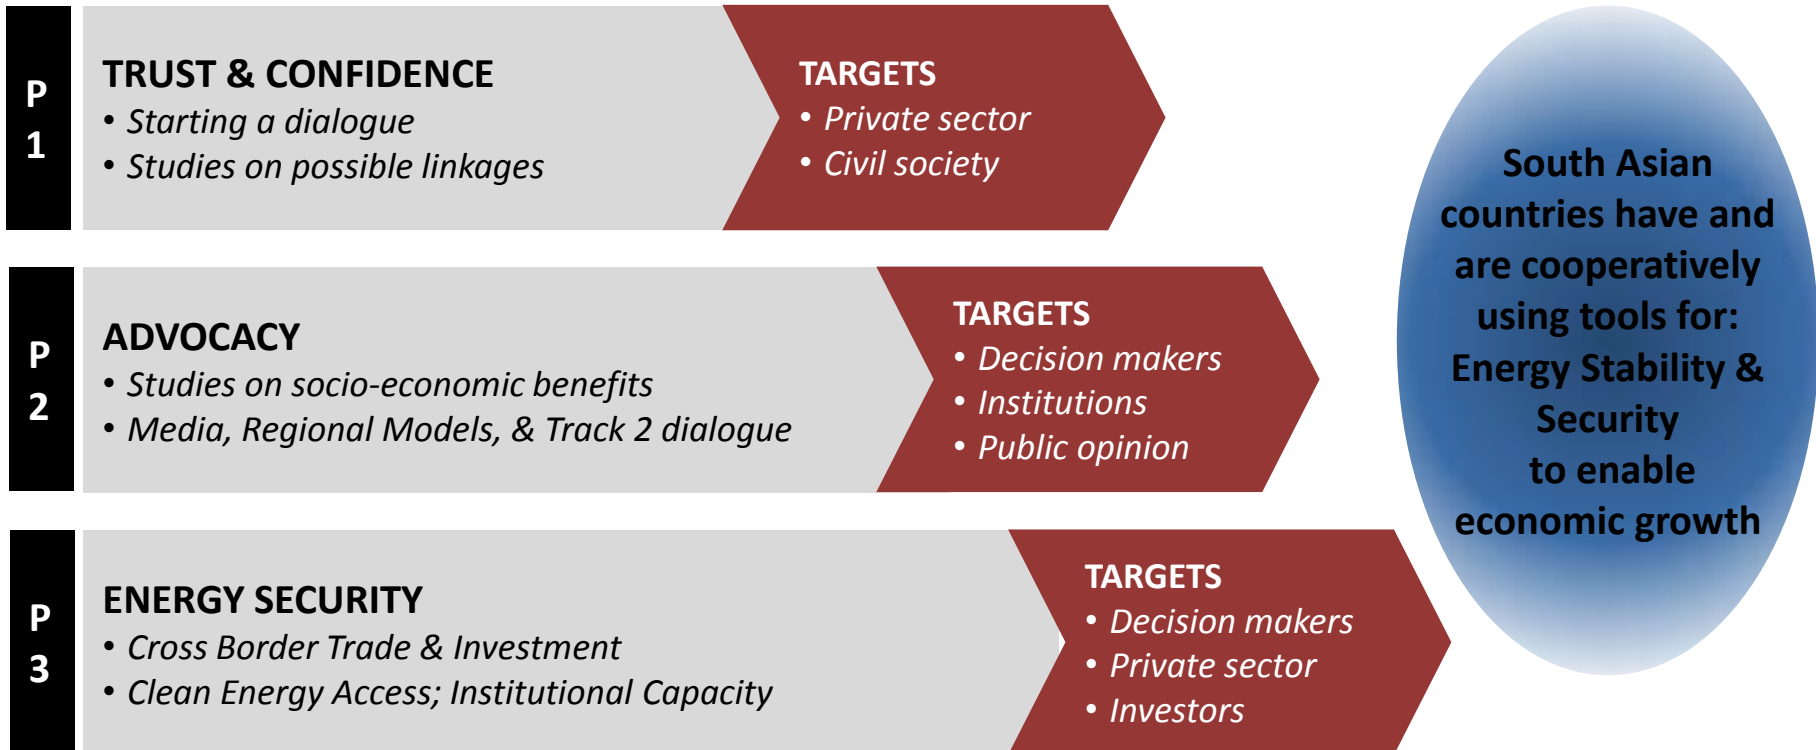 P
1
TRUST & CONFIDENCE
• Starting a dialogue
• Studies on possible linkages
TARGETS
• Private sector
• Civil society
P
2
ADVOCACY
• Studies on socio-economic benefits
• Media, Regional Models, & Track 2 dialogue
TARGETS
• Decision makers
• Institutions
• Public opinion
P
3
ENERGY SECURITY
• Cross Border Trade & Investment
• Clean Energy Access; Institutional Capacity
TARGETS
• Decision makers
• Private sector
• Investors
South Asian
countries have and
are cooperatively
using tools for:
Energy Stability &
Security
to enable
economic growth